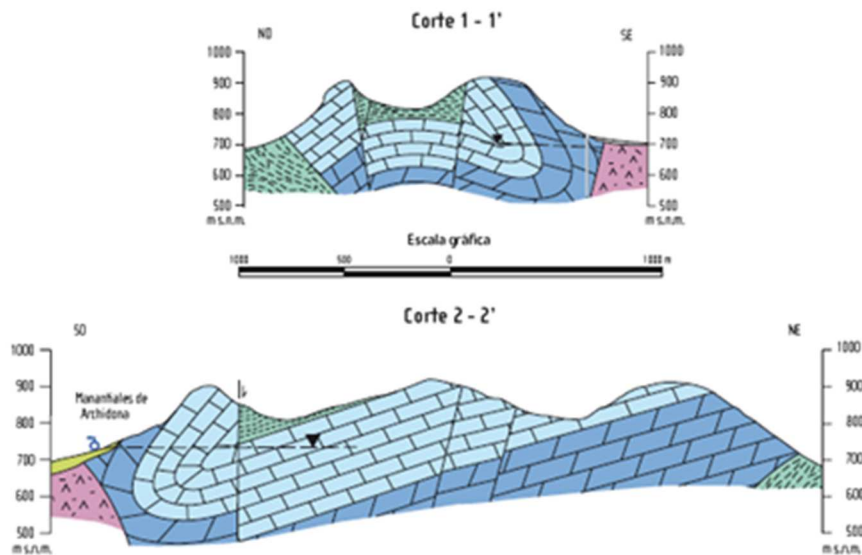 Corte 1 - 1'
NO
SE
1000
900
800
700
600
500
m s.n.m.
1000
900
800
700
600
500
m s.n.m.
Escala gráfica
1000
500
0
1000 m
Corte 2 - 2'
SO
NE
1000
900
800
700
600
500
m s.n.m.
Manantiales de
Archidona
1000
900
800
700
600
500
m s.n.m.